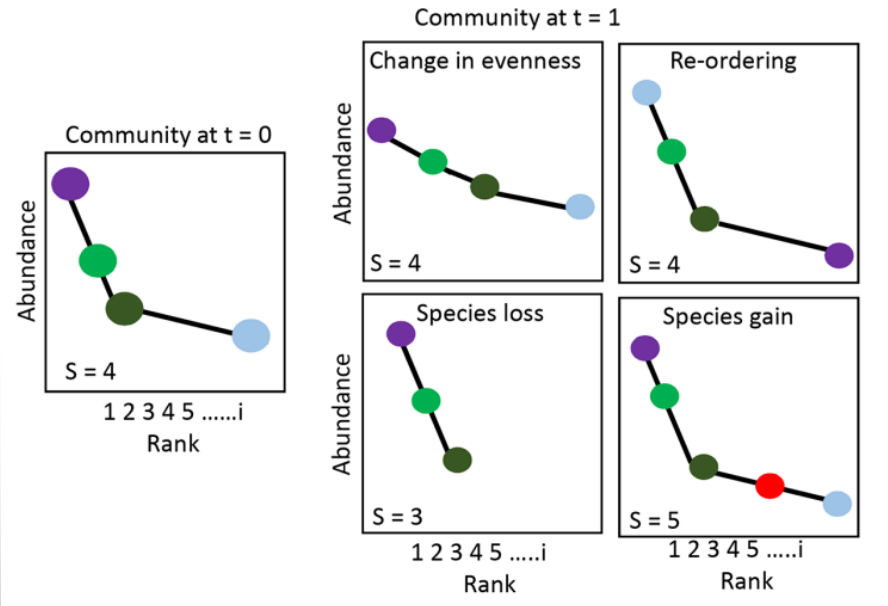 Community at t = 1
Community at t = 0
Abundance
S = 4
1 2 3 4 5 ......i
Rank
Change in evenness
Abundance
S = 4
Re-ordering
S = 4
Species loss
Abundance
S = 3
1 2 3 4 5 .....i
Rank
Species gain
S = 5
1 2 3 4 5 .....i
Rank